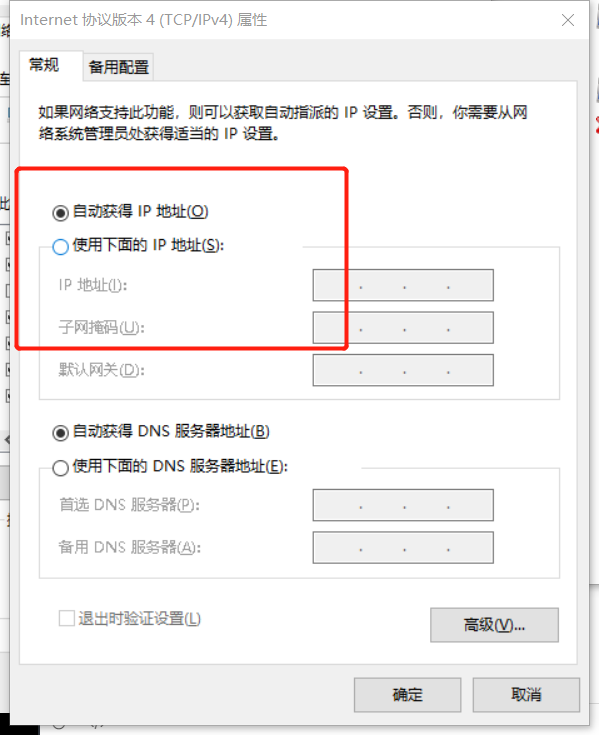 Internet 协议版本 4 (TCP/IPv4) 属性
常规
备用配置
如果网络支持此功能，则可以获取自动指派的 IP 设置。否则，你需要从网
络系统管理员处获得适当的 IP 设置。
自动获得 IP 地址(O)
使用下面的 IP 地址(S):
IP 地址(I):
子网掩码(U):
默认网关(D):
自动获得 DNS 服务器地址(B)
使用下面的 DNS 服务器地址(E):
首选 DNS 服务器(P):
备用 DNS 服务器(A):
退出时验证设置(L)
高级(V)...
确定
取消